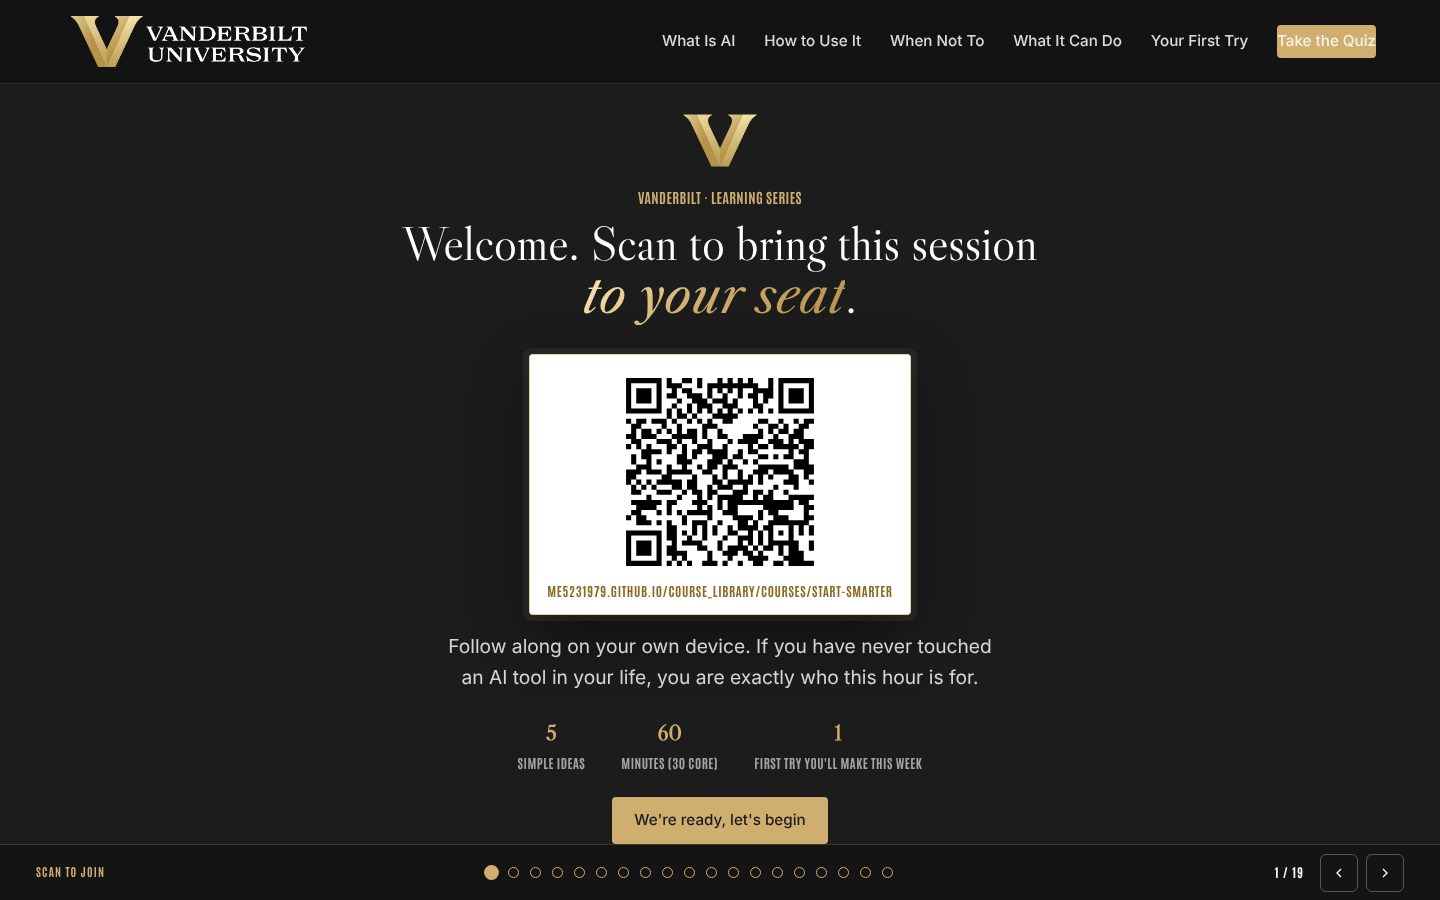 VANDERBILT
UNIVERSITY
What Is AI
How to Use It
When Not To
What It Can Do
Your First Try
Take the Quiz
VANDERBILT · LEARNING SERIES
Welcome. Scan to bring this session
to your seat.
ME5231979.GITHUB.IO/COURSE_LIBRARY/COURSES/START-SMARTER
Follow along on your own device. If you have never touched
an AI tool in your life, you are exactly who this hour is for.
5
SIMPLE IDEAS
60
MINUTES (30 CORE)
1
FIRST TRY YOU'LL MAKE THIS WEEK
We're ready, let's begin
SCAN TO JOIN
1 / 19